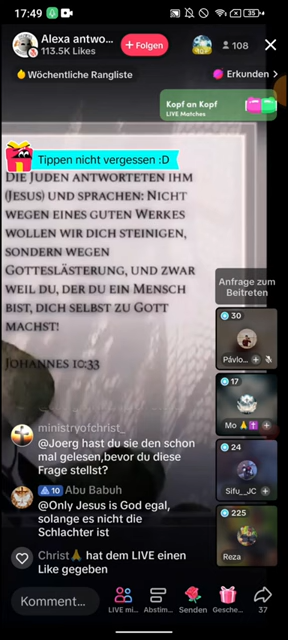 17:49
35
Alexa antwo...
113.5K Likes
+ Folgen
108
Wöchentliche Rangliste
Erkunden >
Kopf an Kopf
LIVE Matches
Tippen nicht vergessen :D
DIE JUDEN ANTWORTETEN IHM
(JESUS) UND SPRACHEN: NICHT
WEGEN EINES GUTEN WERKES
WOLLEN WIR DICH STEINIGEN,
SONDERN WEGEN
GOTTESLÄSTERUNG, UND ZWAR
WEIL DU, DER DU EIN MENSCH
BIST, DICH SELBST ZU GOTT
MACHST!
JOHANNES 10:33
Anfrage zum
Beitreten
30
Pávlo...
17
Mo
24
Sifu__JC
225
Reza
ministryofchrist_
@Joerg hast du sie den schon
mal gelesen,bevor du diese
Frage stellst?
10 Abu Babuh
@Only Jesus is God egal,
solange es nicht die
Schlachter ist
Christ🙏 hat dem LIVE einen
Like gegeben
Komment...
LIVE mi...
Abstim...
Senden
Gesche...
37